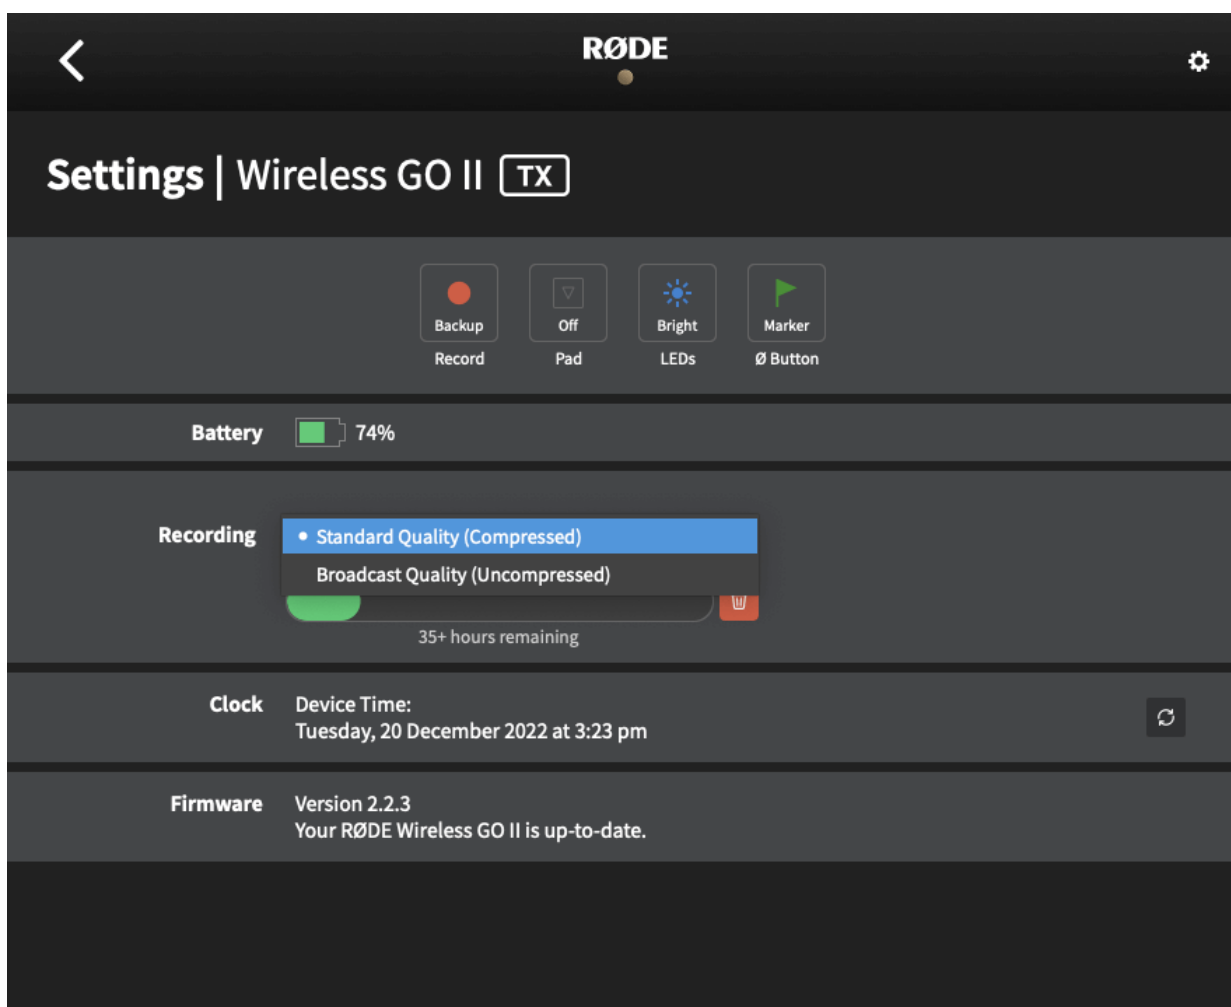 RØDE
Settings | Wireless GO II TX
Backup
Off
Bright
Marker
Record
Pad
LEDs
Ø Button
Battery
74%
Recording
Standard Quality (Compressed)
Broadcast Quality (Uncompressed)
35+ hours remaining
Clock
Device Time:
Tuesday, 20 December 2022 at 3:23 pm
Firmware
Version 2.2.3
Your RØDE Wireless GO II is up-to-date.